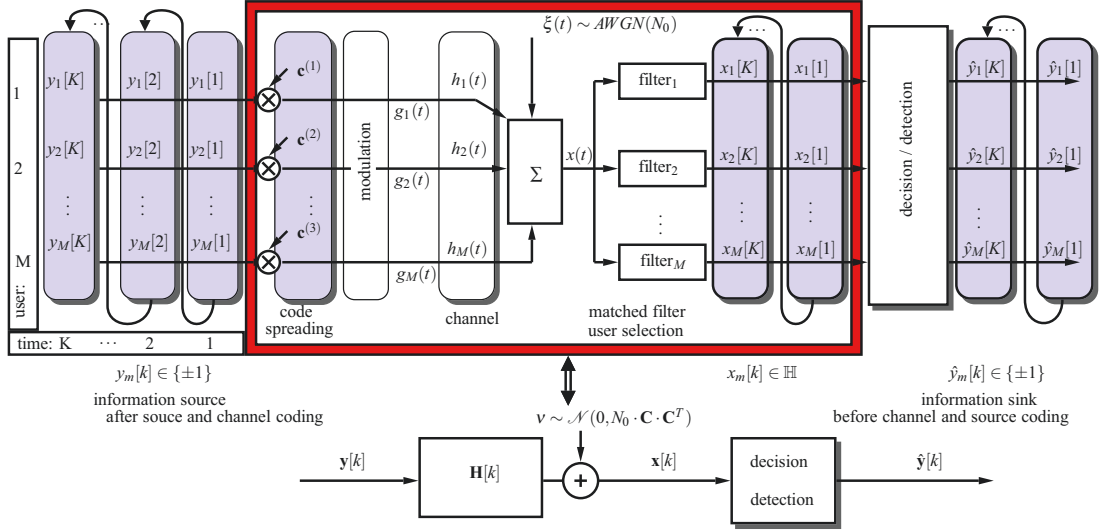 ⋯ ξ(t) ∼ AWGN(N₀) ⋯ ⋯
1 y₁[K] y₁[2] y₁[1] c⁽¹⁾ h₁(t) filter₁ x₁[K] x₁[1] ŷ₁[K] ŷ₁[1]
g₁(t)
2 y₂[K] y₂[2] y₂[1] c⁽²⁾ modulation h₂(t) Σ x(t) filter₂ x₂[K] x₂[1] decision / detection ŷ₂[K] ŷ₂[1]
g₂(t)
⋮ ⋮ ⋮ ⋮ ⋮ ⋮ ⋮ ⋮
M y_M[K] y_M[2] y_M[1] c⁽³⁾ h_M(t) filter_M x_M[K] x_M[1] ŷ_M[K] ŷ_M[1]
g_M(t)
user:
code
spreading
channel
matched filter
user selection
time: K ⋯ 2 1
y_m[k] ∈ {±1}
information source
after souce and channel coding
x_m[k] ∈ ℍ
ŷ_m[k] ∈ {±1}
information sink
before channel and source coding
ν ∼ 𝒩(0, N₀ · C · Cᵀ)
y[k] H[k] + x[k] decision
detection
ŷ[k]